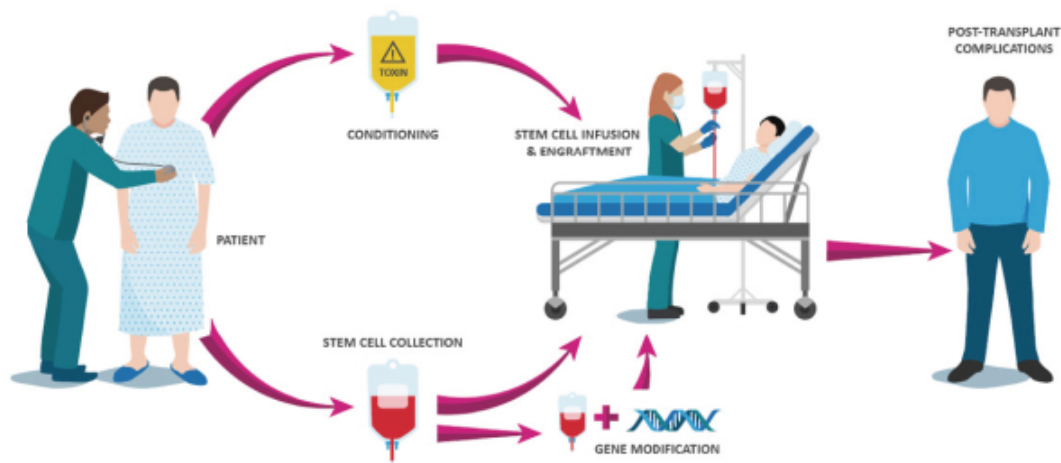 POST-TRANSPLANT
COMPLICATIONS
TOXIN
CONDITIONING
STEM CELL INFUSION
& ENGRAFTMENT
PATIENT
STEM CELL COLLECTION
GENE MODIFICATION